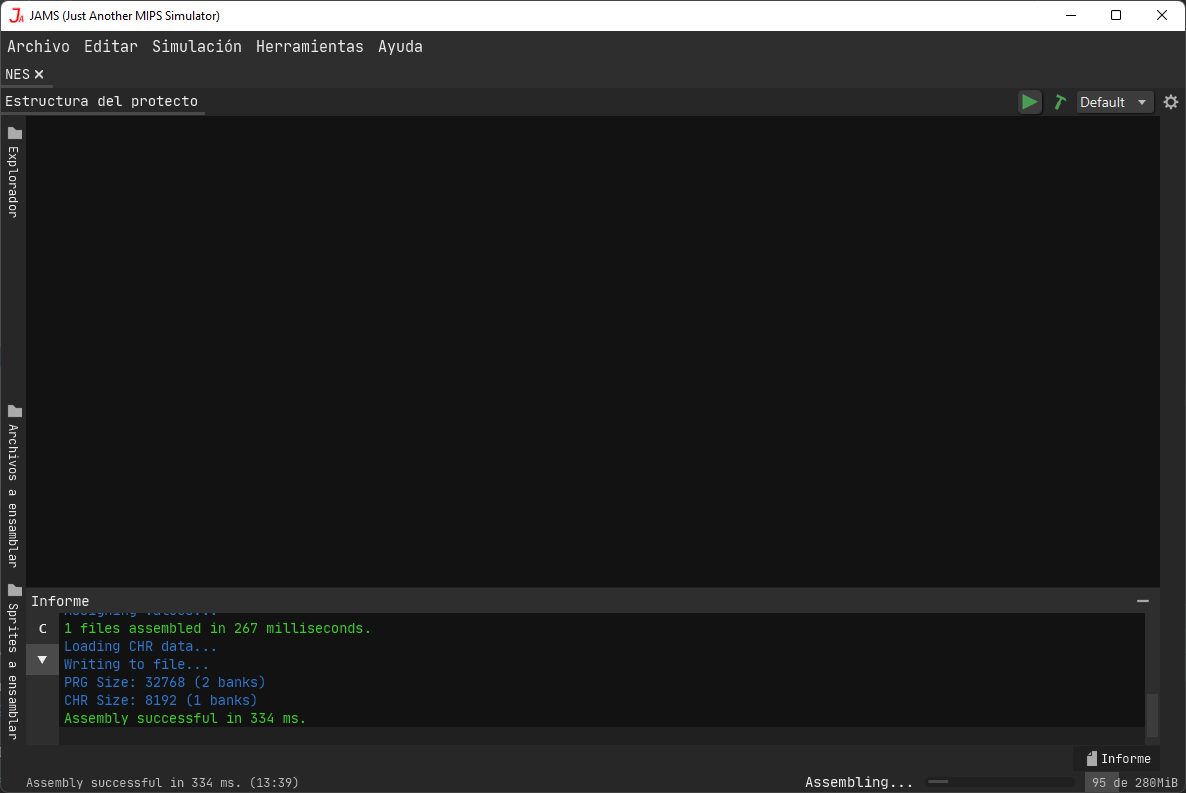 JAMS (Just Another MIPS Simulator)
Archivo Editar Simulación Herramientas Ayuda
NES
Estructura del protecto
Default
Explorador
Archivos a ensamblar
Sprites a ensamblar
Informe
C
1 files assembled in 267 milliseconds.
Loading CHR data...
Writing to file...
PRG Size: 32768 (2 banks)
CHR Size: 8192 (1 banks)
Assembly successful in 334 ms.
Informe
Assembly successful in 334 ms. (13:39)
Assembling...
95 de 280MiB